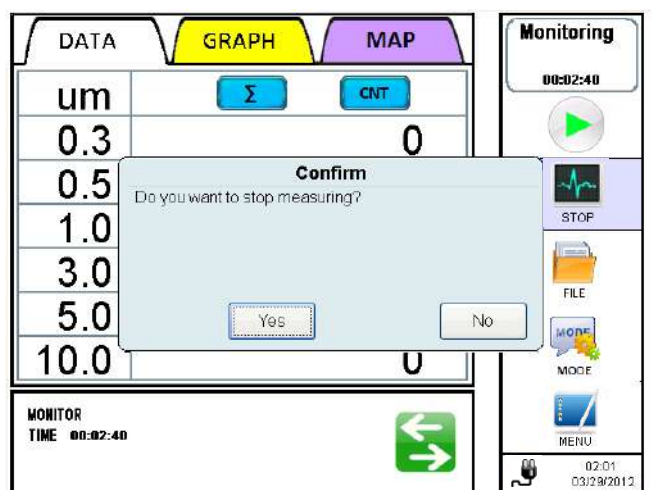 DATA GRAPH MAP
um Σ CNT
0.3 0
0.5
1.0
3.0
5.0
10.0 0
Confirm
Do you want to stop measuring?
Yes No
MONITOR
TIME 00:02:40
Monitoring
00:02:40
STOP
FILE
MODE
MODE
MENU
02:01
03/29/2012